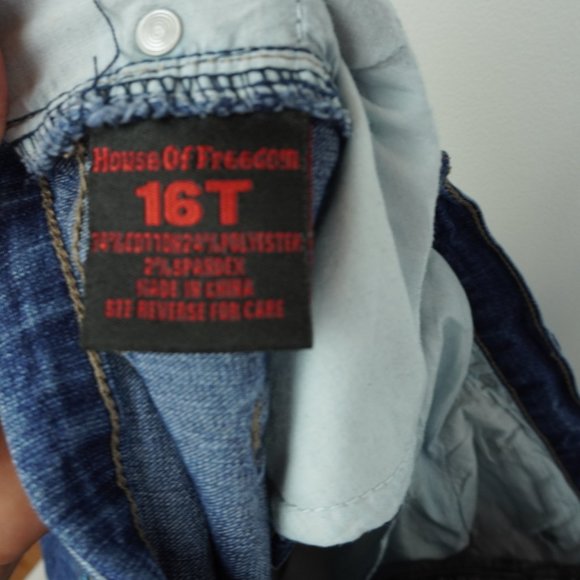 House Of Freedom
16T
74%COTTON24%POLYESTER
2%SPANDEX
MADE IN CHINA
SEE REVERSE FOR CARE